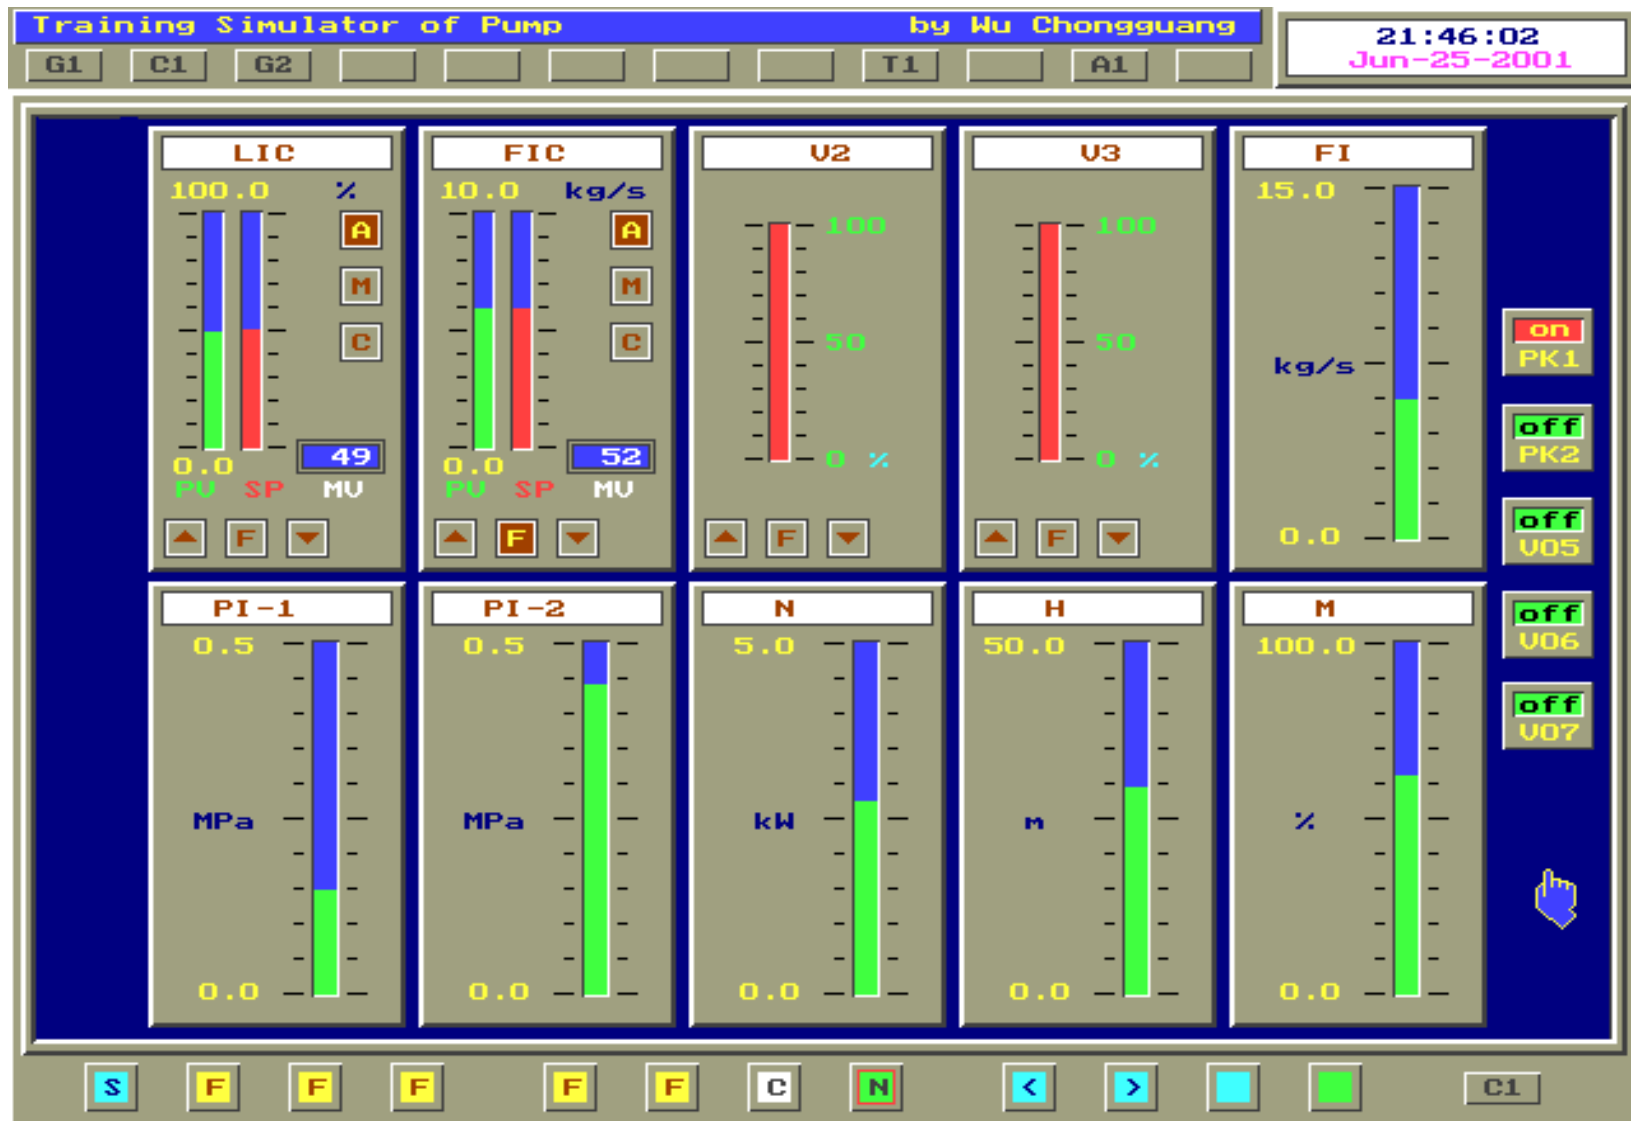 Training Simulator of Pump by Wu Chongguang
21:46:02
Jun-25-2001
G1 C1 G2 T1 A1
LIC FIC V2 V3 FI
100.0 % 10.0 kg/s 15.0
A A 100 100
M M
C C 50 50 kg/s
49 52 0 % 0 %
0.0 0.0
PV SP MV PV SP MV
F F F F 0.0
on
PK1
off
PK2
off
V05
off
V06
off
V07
PI-1 PI-2 N H M
0.5 0.5 5.0 50.0 100.0
MPa MPa kW m %
0.0 0.0 0.0 0.0 0.0
S F F F F F C N < > C1